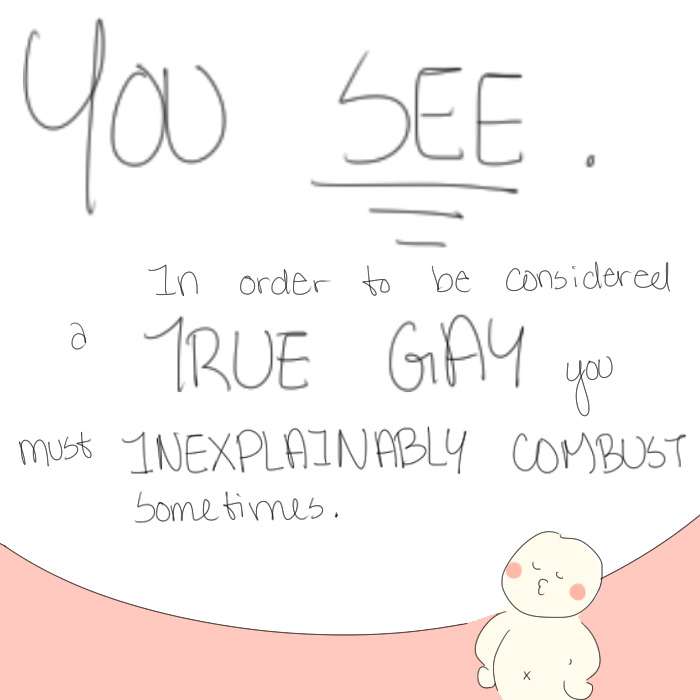 YOU SEE.
In order to be considered
a TRUE GAY you
must INEXPLAINABLY COMBUST
sometimes.